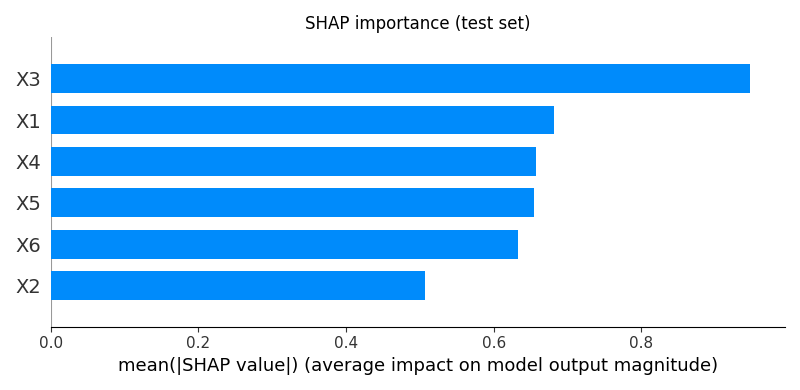 SHAP importance (test set)
X3
X1
X4
X5
X6
X2
0.0 0.2 0.4 0.6 0.8
mean(|SHAP value|) (average impact on model output magnitude)